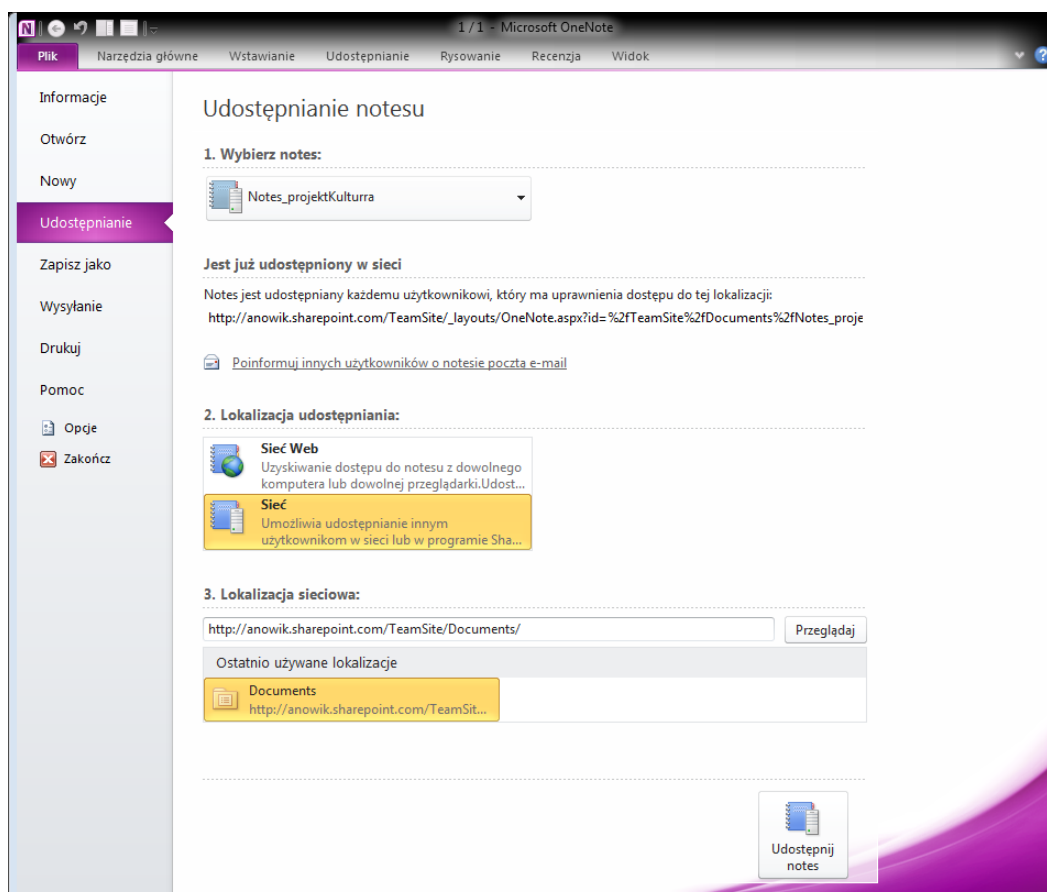 1 / 1 - Microsoft OneNote
Plik Narzędzia główne Wstawianie Udostępnianie Rysowanie Recenzja Widok
Informacje
Otwórz
Nowy
Udostępnianie
Zapisz jako
Wysyłanie
Drukuj
Pomoc
Opcje
Zakończ
Udostępnianie notesu
1. Wybierz notes:
Notes_projektKulturra
Jest już udostępniony w sieci
Notes jest udostępniany każdemu użytkownikowi, który ma uprawnienia dostępu do tej lokalizacji:
http://anowik.sharepoint.com/TeamSite/_layouts/OneNote.aspx?id=%2fTeamSite%2fDocuments%2fNotes_proje
Poinformuj innych użytkowników o notesie poczta e-mail
2. Lokalizacja udostępniania:
Sieć Web
Uzyskiwanie dostępu do notesu z dowolnego
komputera lub dowolnej przeglądarki.Udost...
Sieć
Umożliwia udostępnianie innym
użytkownikom w sieci lub w programie Sha...
3. Lokalizacja sieciowa:
http://anowik.sharepoint.com/TeamSite/Documents/
Przeglądaj
Ostatnio używane lokalizacje
Documents
http://anowik.sharepoint.com/TeamSit...
Udostępnij
notes